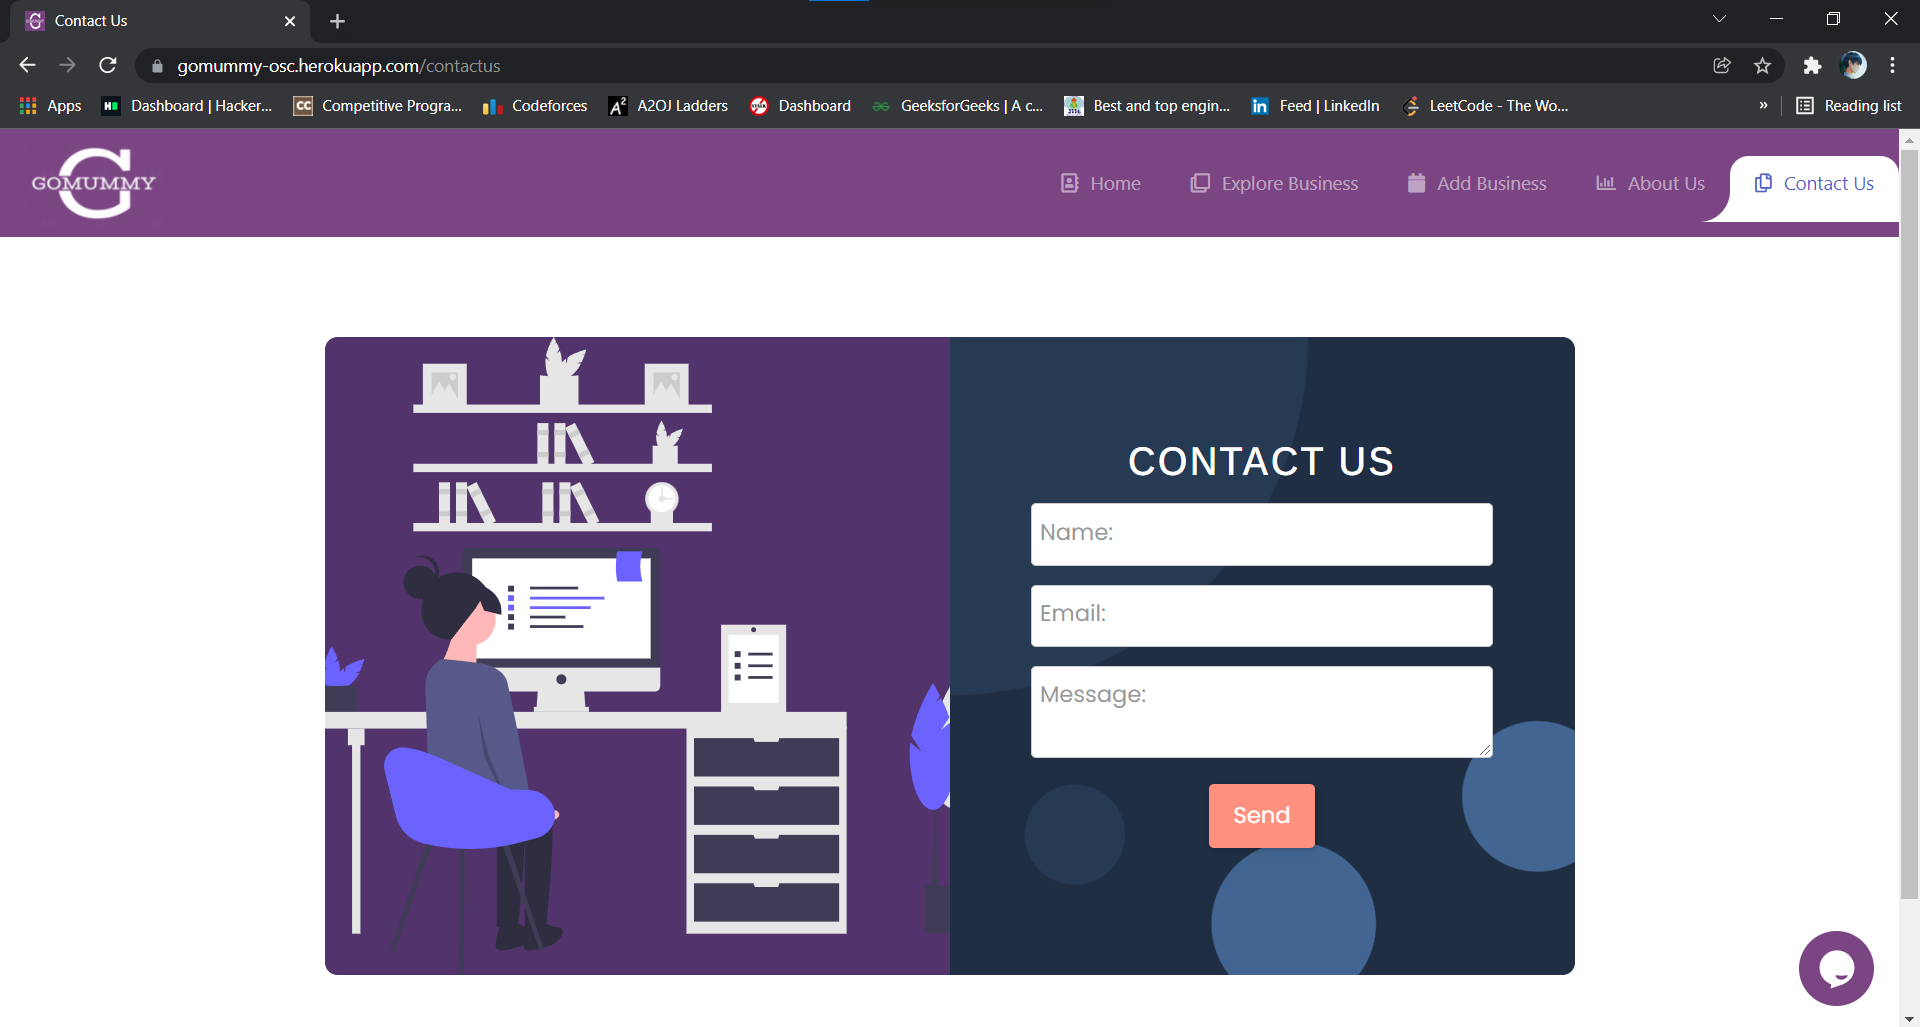 Contact Us
gomummy-osc.herokuapp.com/contactus
Apps
Dashboard | Hacker...
Competitive Progra...
Codeforces
A2OJ Ladders
Dashboard
GeeksforGeeks | A c...
Best and top engin...
Feed | LinkedIn
LeetCode - The Wo...
»
Reading list
GOMUMMY
Home
Explore Business
Add Business
About Us
Contact Us
CONTACT US
Name:
Email:
Message:
Send